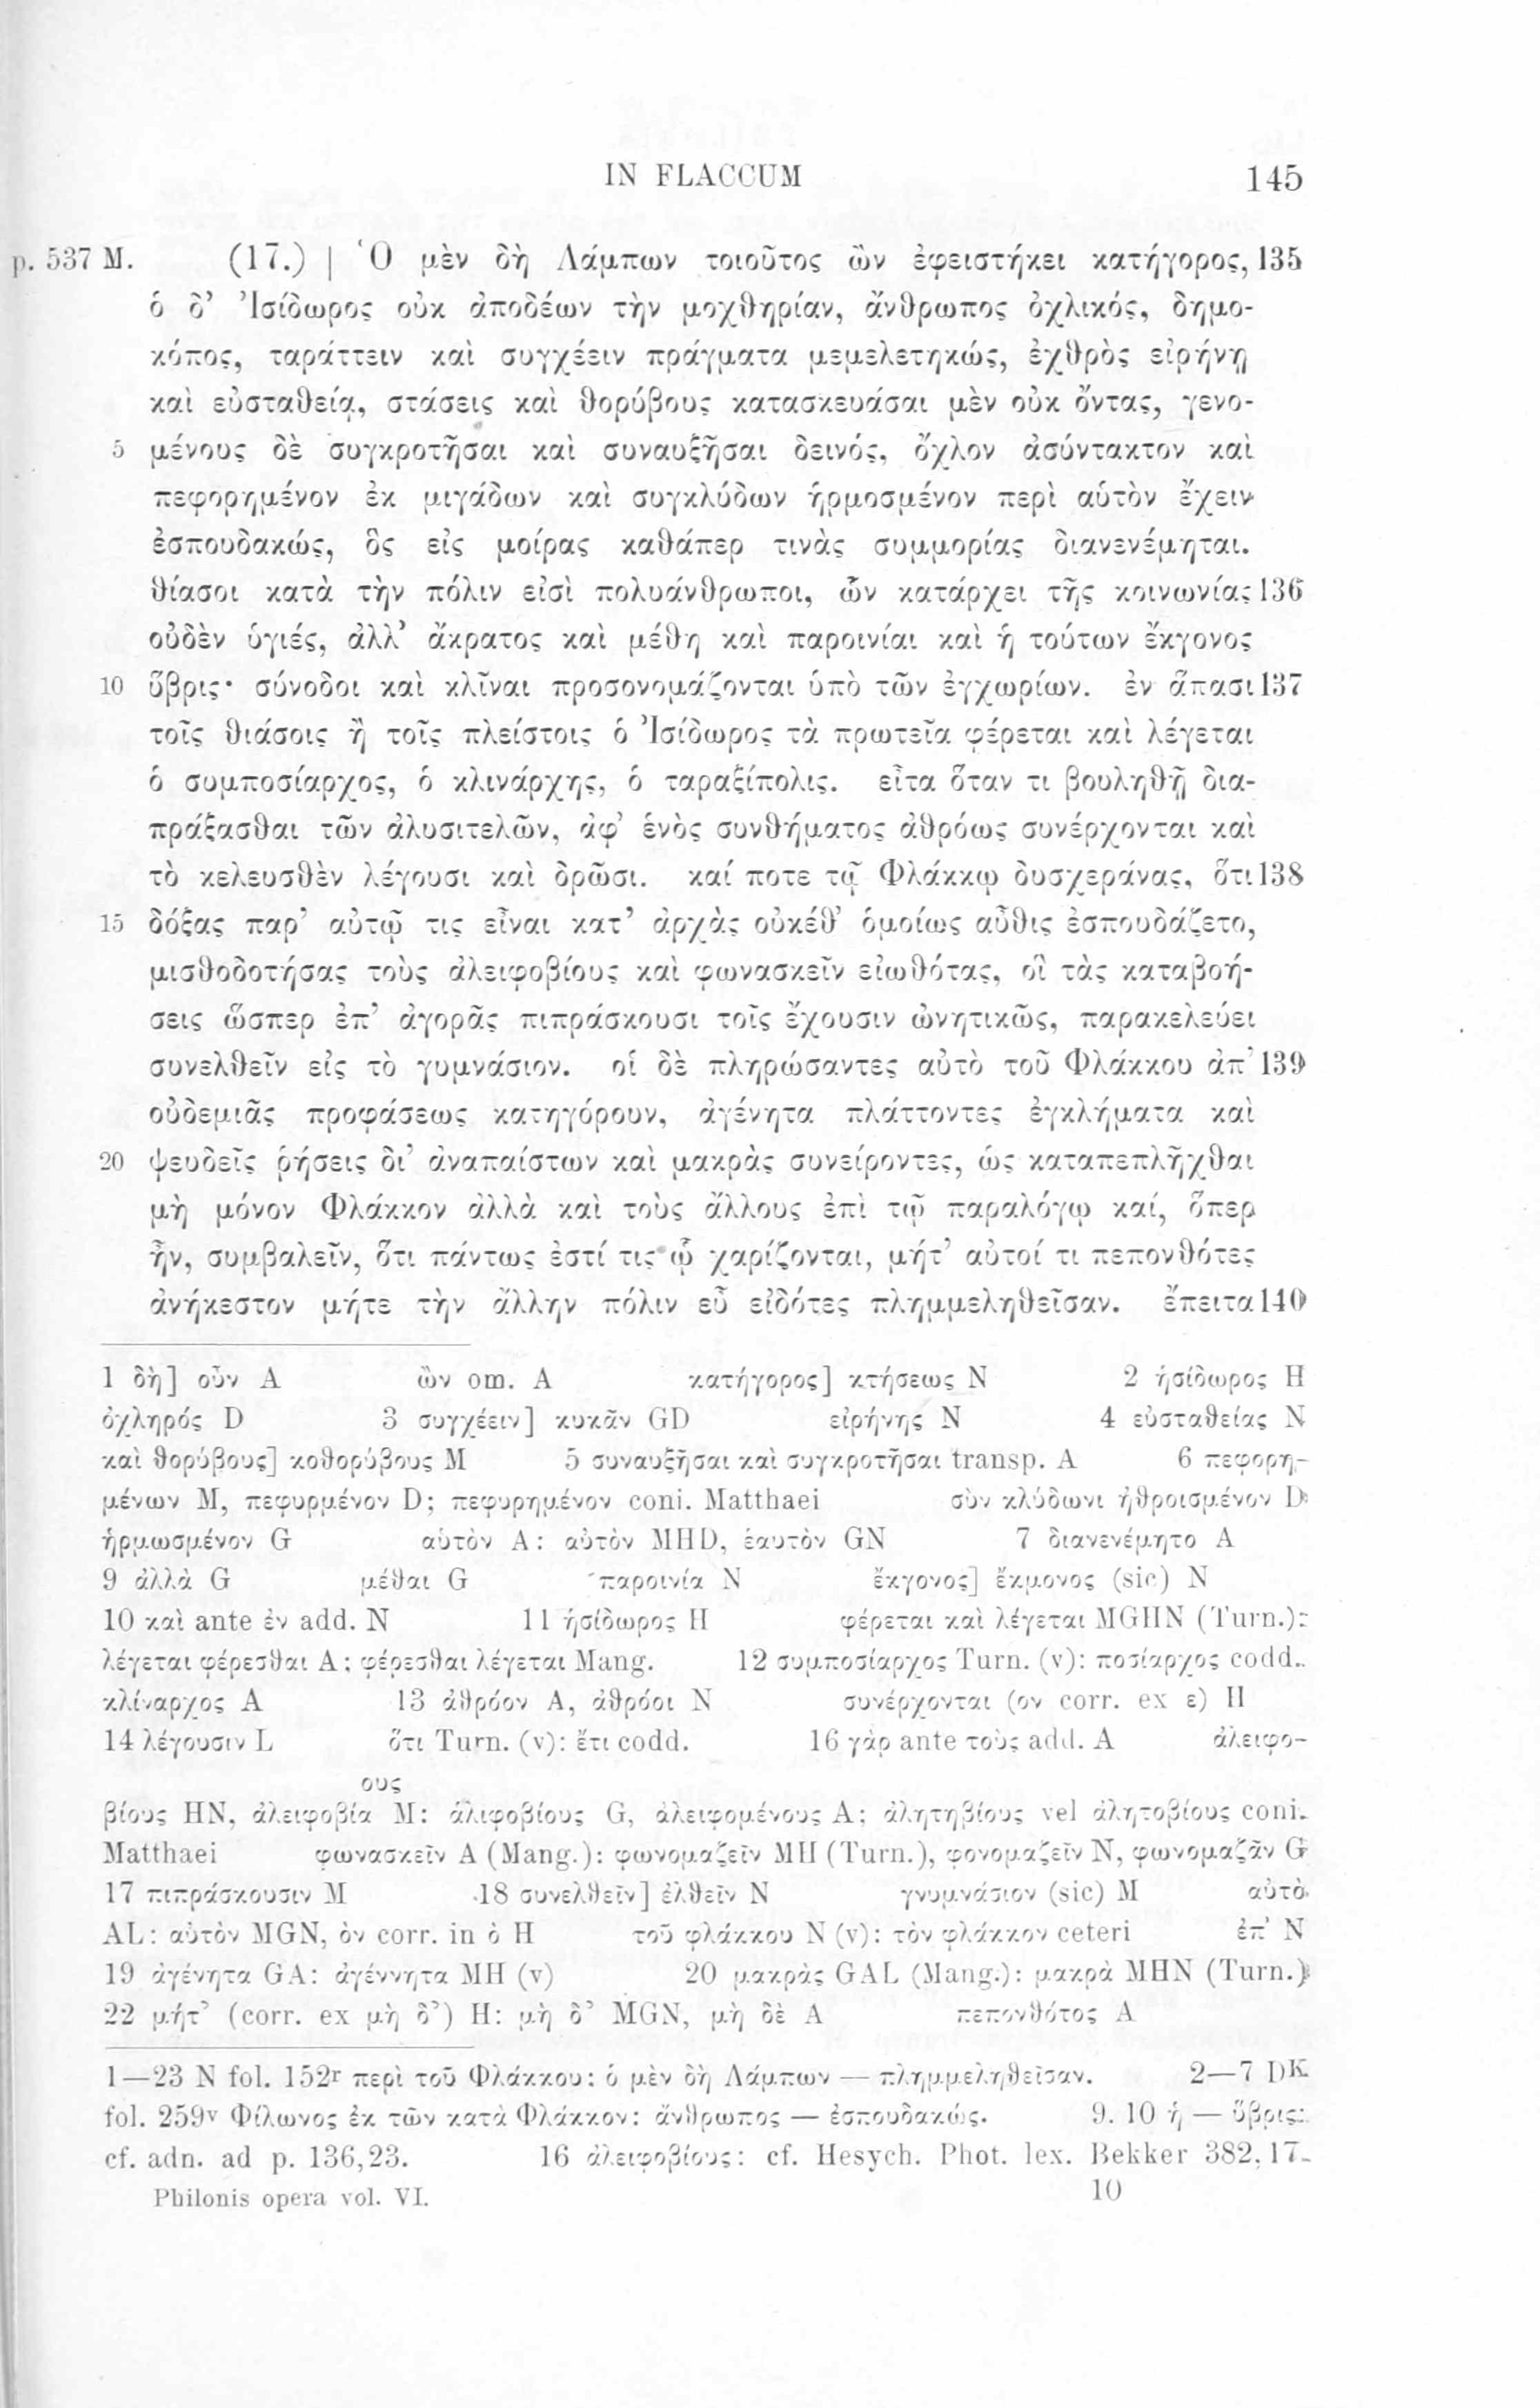 IN FLACCUM 145
p. 537 M. (17.) | Ὁ μὲν δὴ Λάμπων τοιοῦτος ὢν ἐφειστήκει κατήγορος, 135
ὁ δ’ Ἰσίδωρος οὐκ ἀποδέων τὴν μοχθηρίαν, ἄνθρωπος ὀχλικός, δημο-
κόπος, ταράττειν καὶ συγχέειν πράγματα μεμελετηκώς, ἐχθρὸς εἰρήνῃ
καὶ εὐσταθείᾳ, στάσεις καὶ θορύβους κατασκευάσαι μὲν οὐκ ὄντας, γενο-
5 μένους δὲ συγκροτῆσαι καὶ συναυξῆσαι δεινός, ὄχλον ἀσύντακτον καὶ
πεφορημένον ἐκ μιγάδων καὶ συγκλύδων ἡρμοσμένον περὶ αὑτὸν ἔχειν
ἐσπουδακώς, ὃς εἰς μοίρας καθάπερ τινὰς συμμορίας διανενέμηται.
θίασοι κατὰ τὴν πόλιν εἰσὶ πολυάνθρωποι, ὧν κατάρχει τῆς κοινωνίας 136
οὐδὲν ὑγιές, ἀλλ’ ἄκρατος καὶ μέθη καὶ παροινίαι καὶ ἡ τούτων ἔκγονος
10 ὕβρις· σύνοδοι καὶ κλῖναι προσονομάζονται ὑπὸ τῶν ἐγχωρίων. ἐν ἅπασι 137
τοῖς θιάσοις ἢ τοῖς πλείστοις ὁ Ἰσίδωρος τὰ πρωτεῖα φέρεται καὶ λέγεται
ὁ συμποσίαρχος, ὁ κλινάρχης, ὁ ταραξίπολις. εἶτα ὅταν τι βουληθῇ δια-
πράξασθαι τῶν ἀλυσιτελῶν, ἀφ’ ἑνὸς συνθήματος ἀθρόως συνέρχονται καὶ
τὸ κελευσθὲν λέγουσι καὶ δρῶσι. καί ποτε τῷ Φλάκκῳ δυσχεράνας, ὅτι 138
15 δόξας παρ’ αὐτῷ τις εἶναι κατ’ ἀρχὰς οὐκέθ’ ὁμοίως αὖθις ἐσπουδάζετο,
μισθοδοτήσας τοὺς ἀλειφοβίους καὶ φωνασκεῖν εἰωθότας, οἳ τὰς καταβοή-
σεις ὥσπερ ἐπ’ ἀγορᾶς πιπράσκουσι τοῖς ἔχουσιν ὠνητικῶς, παρακελεύει
συνελθεῖν εἰς τὸ γυμνάσιον. οἱ δὲ πληρώσαντες αὐτὸ τοῦ Φλάκκου ἀπ’ 139
οὐδεμιᾶς προφάσεως κατηγόρουν, ἀγένητα πλάττοντες ἐγκλήματα καὶ
20 ψευδεῖς ῥήσεις δι’ ἀναπαίστων καὶ μακρὰς συνείροντες, ὡς καταπεπλῆχθαι
μὴ μόνον Φλάκκον ἀλλὰ καὶ τοὺς ἄλλους ἐπὶ τῷ παραλόγῳ καί, ὅπερ
ἦν, συμβαλεῖν, ὅτι πάντως ἐστί τις ᾧ χαρίζονται, μήτ’ αὐτοί τι πεπονθότες
ἀνήκεστον μήτε τὴν ἄλλην πόλιν εὖ εἰδότες πλημμεληθεῖσαν. ἔπειτα 140
1 δὴ] οὖν A ὢν om. A κατήγορος] κτήσεως N 2 ἡσίδωρος H
ὀχληρός D 3 συγχέειν] κυκᾶν GD εἰρήνης N 4 εὐσταθείας N
καὶ θορύβους] κοθορύβους M 5 συναυξῆσαι καὶ συγκροτῆσαι transp. A 6 πεφορη-
μένων M, πεφυρμένον D; πεφυρημένον coni. Matthaei σὺν κλύδωνι ἠθροισμένον D
ἡρμωσμένον G αὑτὸν A: αὐτὸν MHD, ἑαυτὸν GN 7 διανενέμητο A
9 ἀλλὰ G μέθαι G παροινία N ἔκγονος] ἔκμονος (sic) N
10 καὶ ante ἐν add. N 11 ἡσίδωρος H φέρεται καὶ λέγεται MGHN (Turn.):
λέγεται φέρεσθαι A; φέρεσθαι λέγεται Mang. 12 συμποσίαρχος Turn. (v): ποσίαρχος codd.
κλίναρχος A 13 ἀθρόον A, ἀθρόοι N συνέρχονται (ον corr. ex ε) H
14 λέγουσιν L ὅτι Turn. (v): ἔτι codd. 16 γὰρ ante τοὺς add. A ἀλειφο-
ους
βίους HN, ἀλειφοβία M: ἁλιφοβίους G, ἀλειφομένους A; ἀλητηβίους vel ἀλητοβίους coni.
Matthaei φωνασκεῖν A (Mang.): φωνομαζεῖν MH (Turn.), φονομαζεῖν N, φωνομαζᾶν G
17 πιπράσκουσιν M 18 συνελθεῖν] ἐλθεῖν N γνυμνάσιον (sic) M αὐτὸ
AL: αὐτὸν MGN, ὸν corr. in ὸ H τοῦ φλάκκου N (v): τὸν φλάκκον ceteri ἐπ’ N
19 ἀγένητα GA: ἀγέννητα MH (v) 20 μακρὰς GAL (Mang.): μακρὰ MHN (Turn.)
22 μήτ’ (corr. ex μὴ δ’) H: μὴ δ’ MGN, μὴ δὲ A πεπονθότος A
1—23 N fol. 152r περὶ τοῦ Φλάκκου: ὁ μὲν δὴ Λάμπων — πλημμεληθεῖσαν. 2—7 DK
fol. 259v Φίλωνος ἐκ τῶν κατὰ Φλάκκον: ἄνθρωπος — ἐσπουδακώς. 9. 10 ἡ — ὕβρις:
cf. adn. ad p. 136,23. 16 ἀλειφοβίους: cf. Hesych. Phot. lex. Bekker 382, 17.
Philonis opera vol. VI. 10